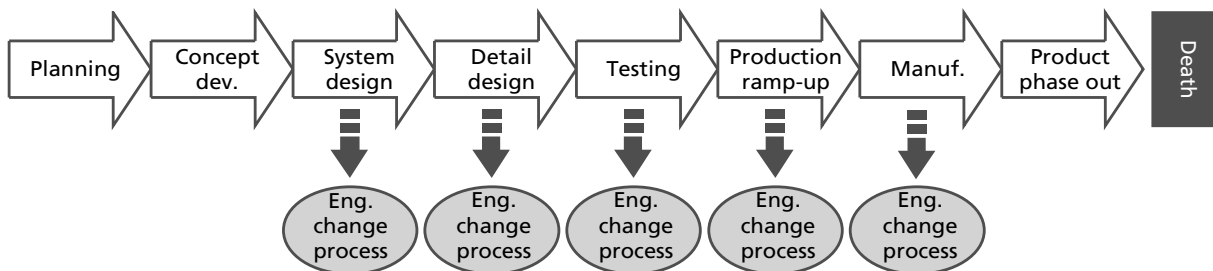 Planning
Concept
dev.
System
design
Detail
design
Testing
Production
ramp-up
Manuf.
Product
phase out
Death
Eng.
change
process
Eng.
change
process
Eng.
change
process
Eng.
change
process
Eng.
change
process